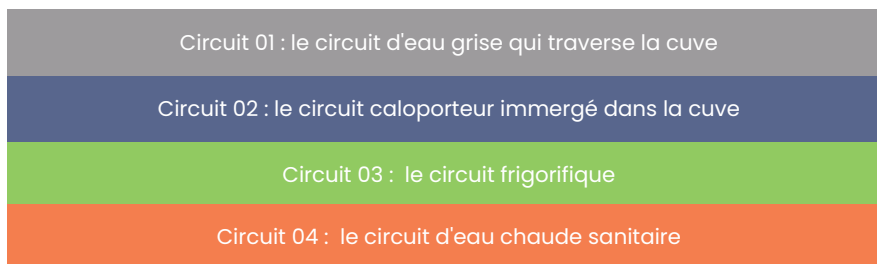 Circuit 01 : le circuit d'eau grise qui traverse la cuve
Circuit 02 : le circuit caloporteur immergé dans la cuve
Circuit 03 :  le circuit frigorifique
Circuit 04 :  le circuit d'eau chaude sanitaire